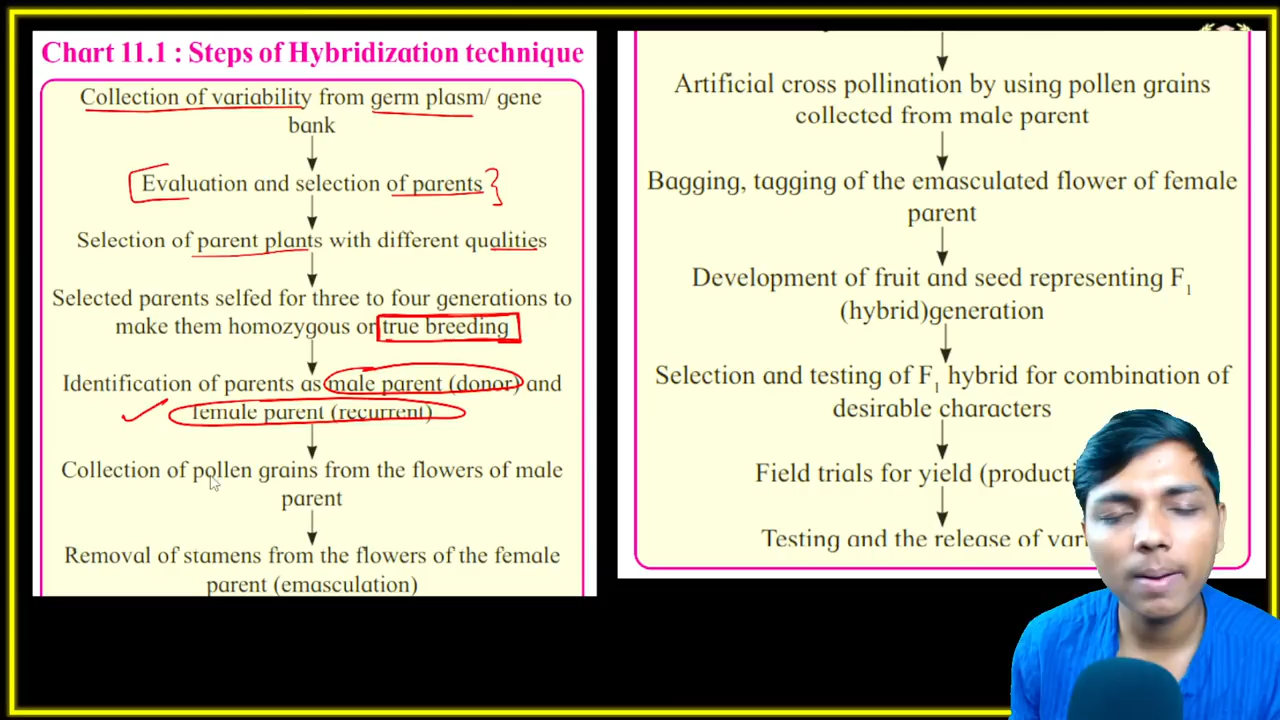 Chart 11.1 : Steps of Hybridization technique
Collection of variability from germ plasm/ gene
bank
Evaluation and selection of parents
Selection of parent plants with different qualities
Selected parents selfed for three to four generations to
make them homozygous or true breeding
Identification of parents as male parent (donor) and
female parent (recurrent)
Collection of pollen grains from the flowers of male
parent
Removal of stamens from the flowers of the female
parent (emasculation)
Artificial cross pollination by using pollen grains
collected from male parent
Bagging, tagging of the emasculated flower of female
parent
Development of fruit and seed representing F1
(hybrid)generation
Selection and testing of F1 hybrid for combination of
desirable characters
Field trials for yield
Testing and the release of